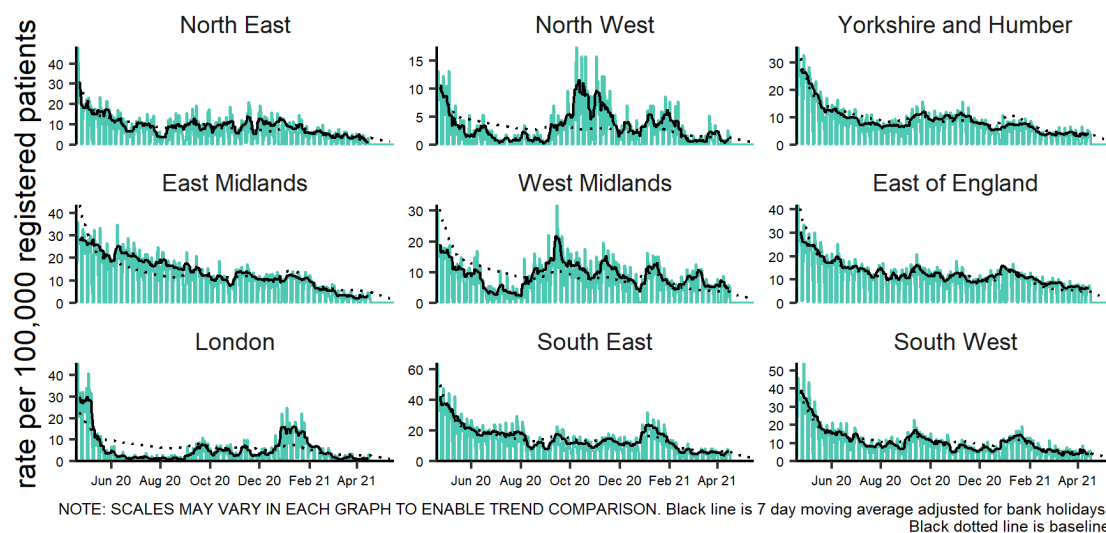 rate per 100,000 registered patients
North East
North West
Yorkshire and Humber
40
30
20
10
0
15
10
5
0
30
20
10
0
East Midlands
West Midlands
East of England
40
30
20
10
0
30
20
10
0
40
30
20
10
0
London
South East
South West
40
30
20
10
0
60
40
20
0
50
40
30
20
10
0
Jun 20 Aug 20 Oct 20 Dec 20 Feb 21 Apr 21
Jun 20 Aug 20 Oct 20 Dec 20 Feb 21 Apr 21
Jun 20 Aug 20 Oct 20 Dec 20 Feb 21 Apr 21
NOTE: SCALES MAY VARY IN EACH GRAPH TO ENABLE TREND COMPARISON. Black line is 7 day moving average adjusted for bank holidays
Black dotted line is baseline